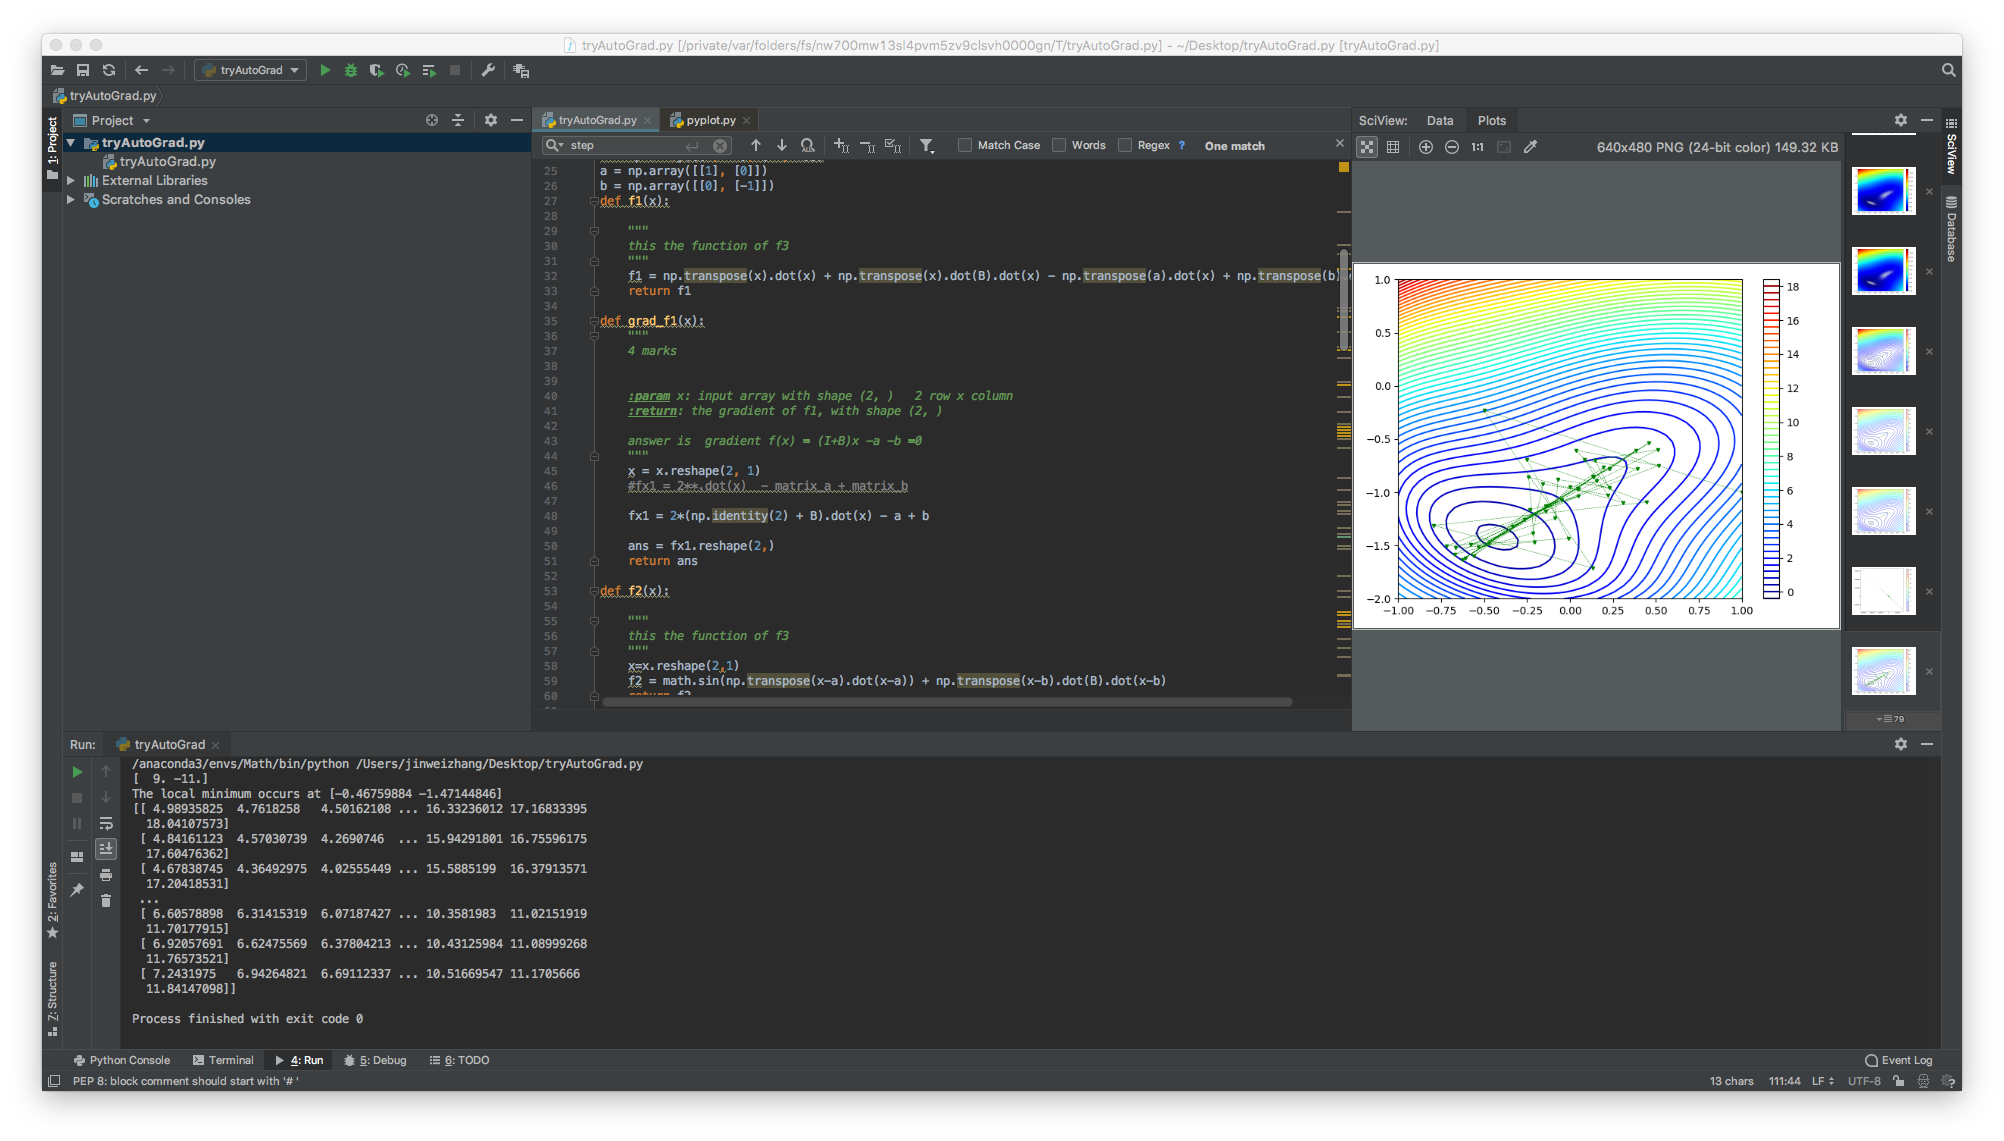 tryAutoGrad.py [/private/var/folders/fs/nw700mw13sl4pvm5zv9clsvh0000gn/T/tryAutoGrad.py] - ~/Desktop/tryAutoGrad.py [tryAutoGrad.py]
tryAutoGrad
tryAutoGrad.py
1: Project
Project
tryAutoGrad.py
tryAutoGrad.py
External Libraries
Scratches and Consoles
tryAutoGrad.py
pyplot.py
step
Match Case
Words
Regex
?
One match
25 a = np.array([[1], [0]])
26 b = np.array([[0], [-1]])
27 def f1(x):
28
29 """
30 this the function of f3
31 """
32 f1 = np.transpose(x).dot(x) + np.transpose(x).dot(B).dot(x) - np.transpose(a).dot(x) + np.transpose(b)
33 return f1
34
35 def grad_f1(x):
36 """
37 4 marks
38
39
40 :param x: input array with shape (2, ) 2 row x column
41 :return: the gradient of f1, with shape (2, )
42
43 answer is gradient f(x) = (I+B)x -a -b =0
44 """
45 x = x.reshape(2, 1)
46 #fx1 = 2**.dot(x) - matrix_a + matrix_b
47
48 fx1 = 2*(np.identity(2) + B).dot(x) - a + b
49
50 ans = fx1.reshape(2,)
51 return ans
52
53 def f2(x):
54
55 """
56 this the function of f3
57 """
58 x=x.reshape(2,1)
59 f2 = math.sin(np.transpose(x-a).dot(x-a)) + np.transpose(x-b).dot(B).dot(x-b)
60 return f2
SciView:
Data
Plots
1:1
640x480 PNG (24-bit color) 149.32 KB
1.0
0.5
0.0
−0.5
−1.0
−1.5
−2.0
−1.00 −0.75 −0.50 −0.25 0.00 0.25 0.50 0.75 1.00
18
16
14
12
10
8
6
4
2
0
79
SciView
Database
Run:
tryAutoGrad
/anaconda3/envs/Math/bin/python /Users/jinweizhang/Desktop/tryAutoGrad.py
[ 9. -11.]
The local minimum occurs at [-0.46759884 -1.47144846]
[[ 4.98935825 4.7618258 4.50162108 ... 16.33236012 17.16833395
18.04107573]
[ 4.84161123 4.57030739 4.2690746 ... 15.94291801 16.75596175
17.60476362]
[ 4.67838745 4.36492975 4.02555449 ... 15.5885199 16.37913571
17.20418531]
...
[ 6.60578898 6.31415319 6.07187427 ... 10.3581983 11.02151919
11.70177915]
[ 6.92057691 6.62475569 6.37804213 ... 10.43125984 11.08999268
11.76573521]
[ 7.2431975 6.94264821 6.69112337 ... 10.51669547 11.1705666
11.84147098]]
Process finished with exit code 0
2: Favorites
7: Structure
Python Console
Terminal
4: Run
5: Debug
6: TODO
Event Log
PEP 8: block comment should start with '# '
13 chars
111:44
LF
UTF-8